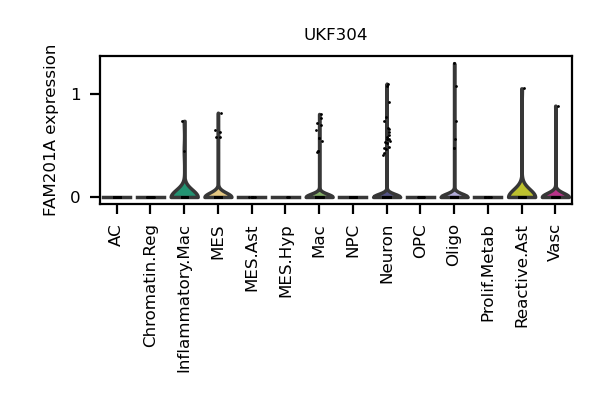 UKF304
FAM201A expression
1
0
AC
Chromatin.Reg
Inflammatory.Mac
MES
MES.Ast
MES.Hyp
Mac
NPC
Neuron
OPC
Oligo
Prolif.Metab
Reactive.Ast
Vasc